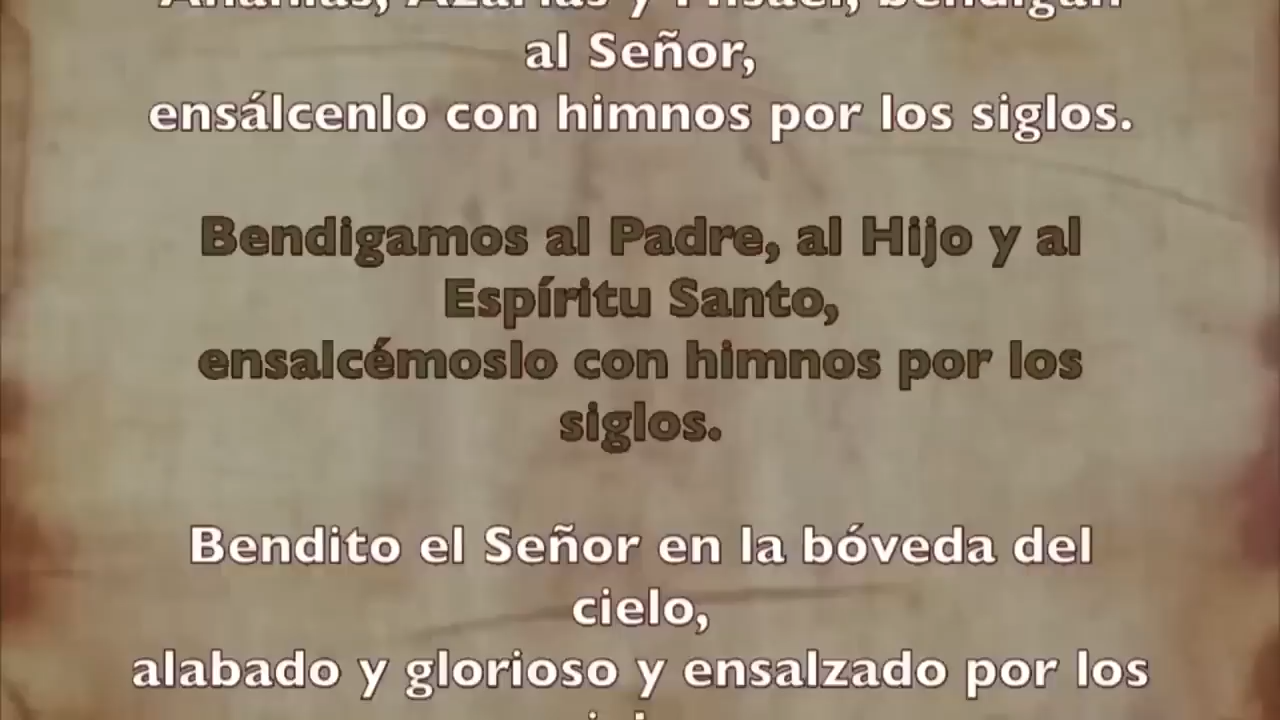 Ananías, Azarías y Misael, bendigan
al Señor,
ensálcenlo con himnos por los siglos.
Bendigamos al Padre, al Hijo y al
Espíritu Santo,
ensalcémoslo con himnos por los
siglos.
Bendito el Señor en la bóveda del
cielo,
alabado y glorioso y ensalzado por los